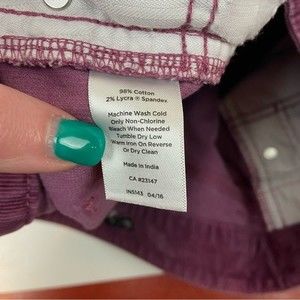 98% Cotton
2% Lycra® Spandex
Machine Wash Cold
Only Non-Chlorine
Bleach When Needed
Tumble Dry Low
Warm Iron On Reverse
Or Dry Clean
Made in India
CA #23147
IN5143 04/16